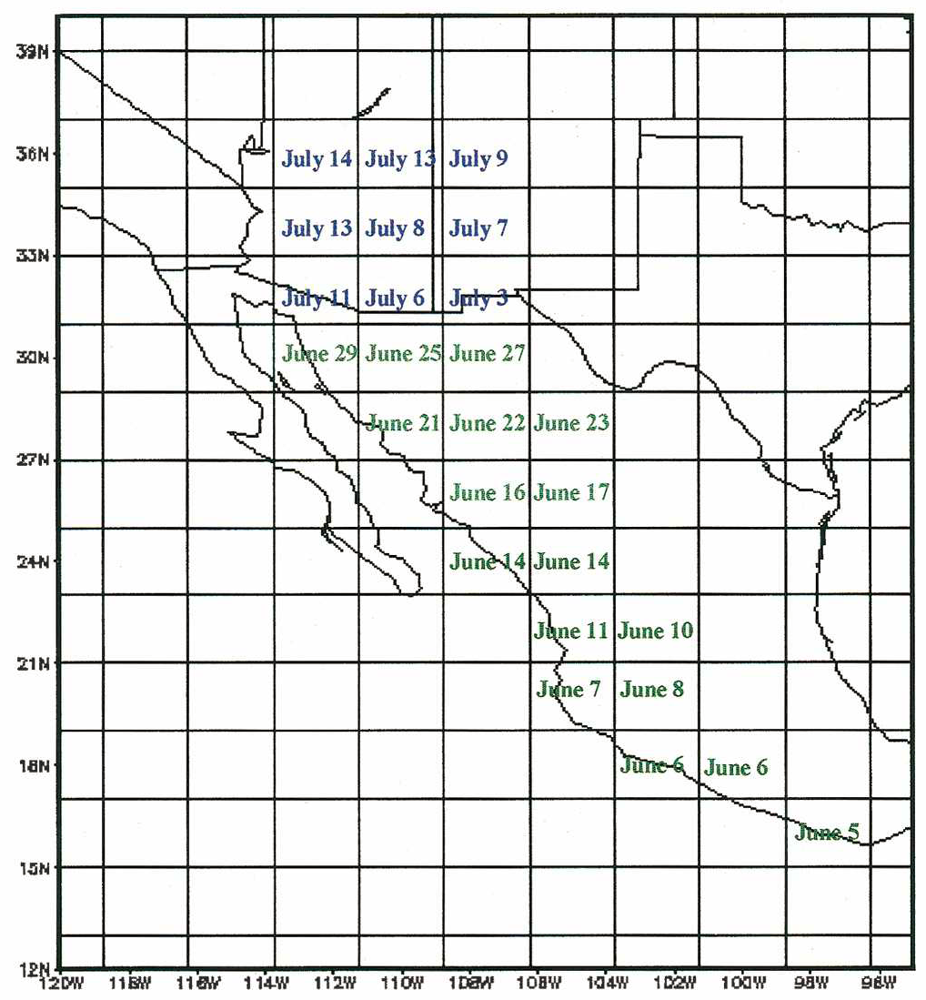 39N
36N
July 14 July 13 July 9
July 13 July 8 July 7
33N
July 11 July 6 July 3
30N
June 29 June 25 June 27
June 21 June 22 June 23
27N
June 16 June 17
24N
June 14 June 14
June 11 June 10
21N
June 7 June 8
18N
June 6 June 6
June 5
15N
12N
120W 118W 116W 114W 112W 110W 108W 106W 104W 102W 100W 98W 96W